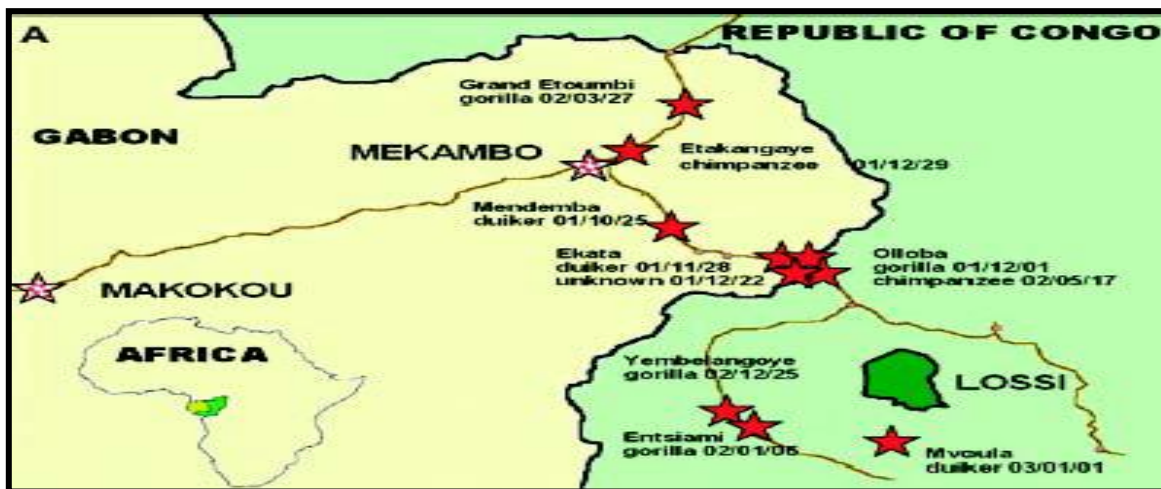 A
REPUBLIC OF CONGO
Grand Etoumbi
gorilla 02/03/27
GABON
MEKAMBO
Etakangaye
chimpanzee 01/12/29
Mendemba
duiker 01/10/25
Ekata
duiker 01/11/28
unknown 01/12/22
Olloba
gorilla 01/12/01
chimpanzee 02/05/17
MAKOKOU
AFRICA
Yembelangoye
gorilla 02/12/25
LOSSI
Entsiami
gorilla 02/01/05
Mvoula
duiker 03/01/01